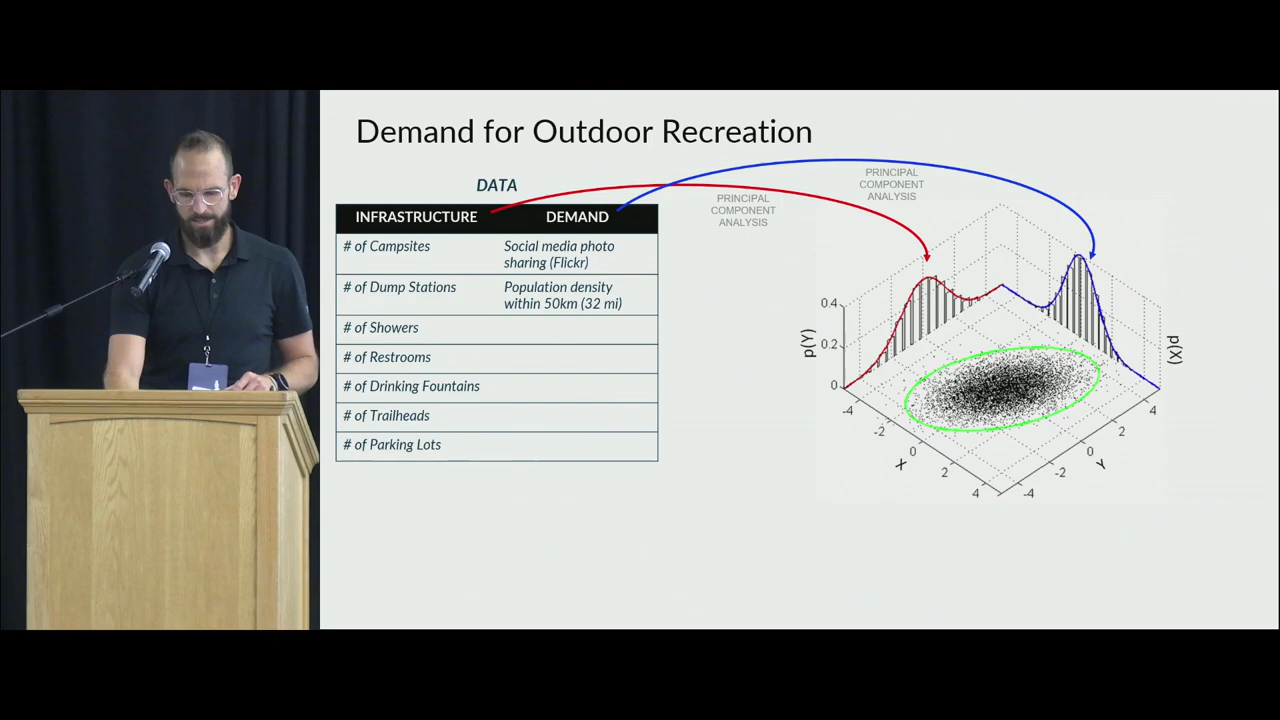 Demand for Outdoor Recreation
DATA
INFRASTRUCTURE DEMAND
# of Campsites
Social media photo
sharing (Flickr)
# of Dump Stations
Population density
within 50km (32 mi)
# of Showers
# of Restrooms
# of Drinking Fountains
# of Trailheads
# of Parking Lots
PRINCIPAL
COMPONENT
ANALYSIS
PRINCIPAL
COMPONENT
ANALYSIS
0.4
0.2
0
p(Y)
p(X)
-4
-2
0
2
4
X
-4
-2
0
2
4
Y